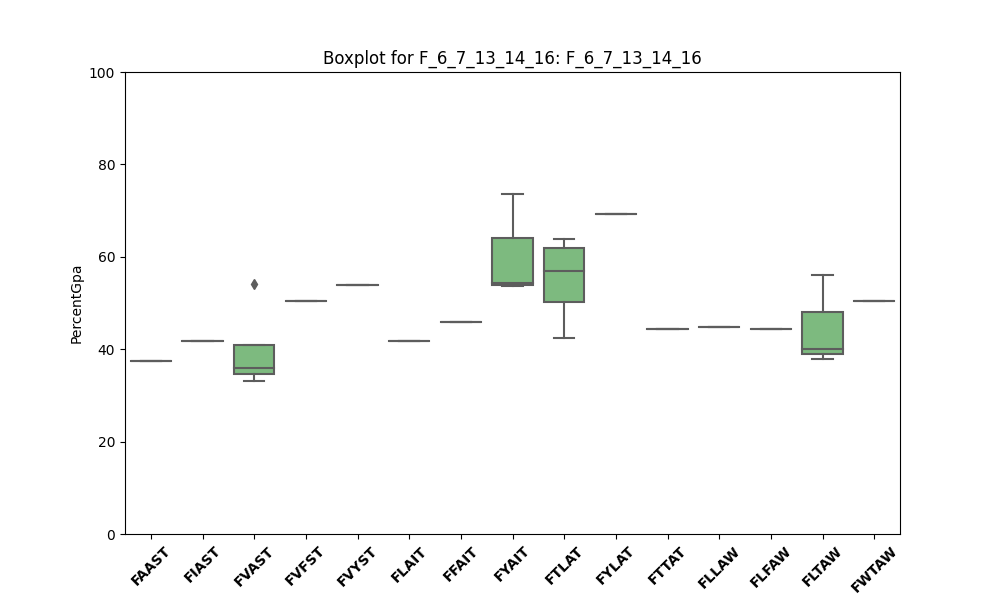 Boxplot for F_6_7_13_14_16: F_6_7_13_14_16
100
80
60
40
20
0
PercentGpa
FAAST
FIAST
FVAST
FVFST
FVYST
FLAIT
FFAIT
FYAIT
FTLAT
FYLAT
FTTAT
FLLAW
FLFAW
FLTAW
FWTAW